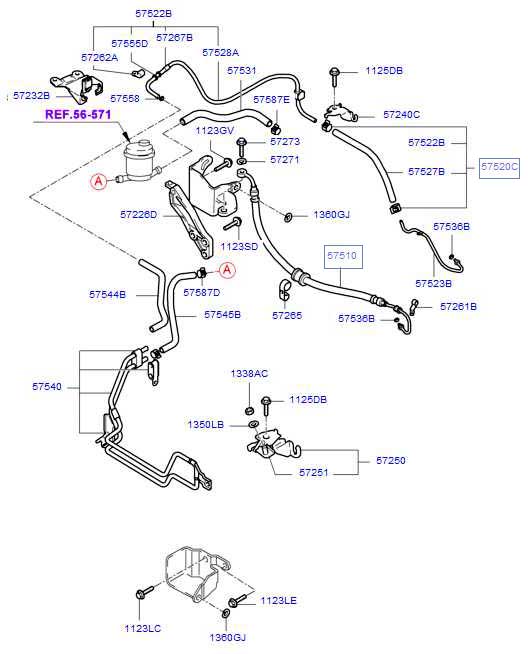 57522B
57267B
57555D
57528A
57262A
57531
1125DB
57232B
57558
57587E
57240C
REF.56-571
1123GV
57273
57522B
57271
57520C
57527B
A
57226D
1360GJ
57536B
1123SD
57510
A
57523B
57544B
57587D
57261B
57545B
57265
57536B
1338AC
57540
1125DB
1350LB
57250
57251
1123LE
1123LC
1360GJ